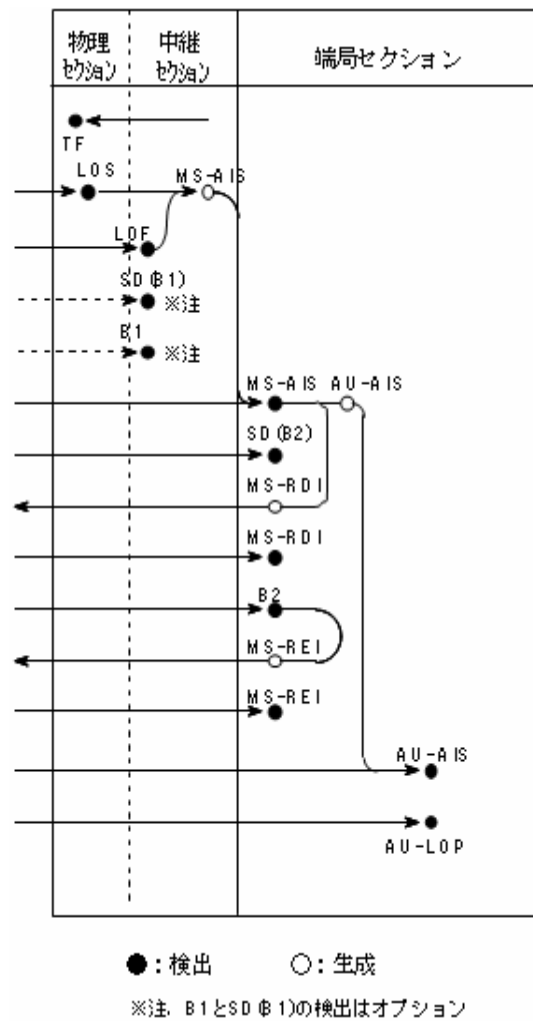 物理
セクション
中継
セクション
端局セクション
TF
LOS
MS-AIS
LOF
SD(B1)
※注
B1
※注
MS-AIS
AU-AIS
SD(B2)
MS-RDI
MS-RDI
B2
MS-REI
MS-REI
AU-AIS
AU-LOP
●:検出 ○:生成
※注. B1とSD(B1)の検出はオプション